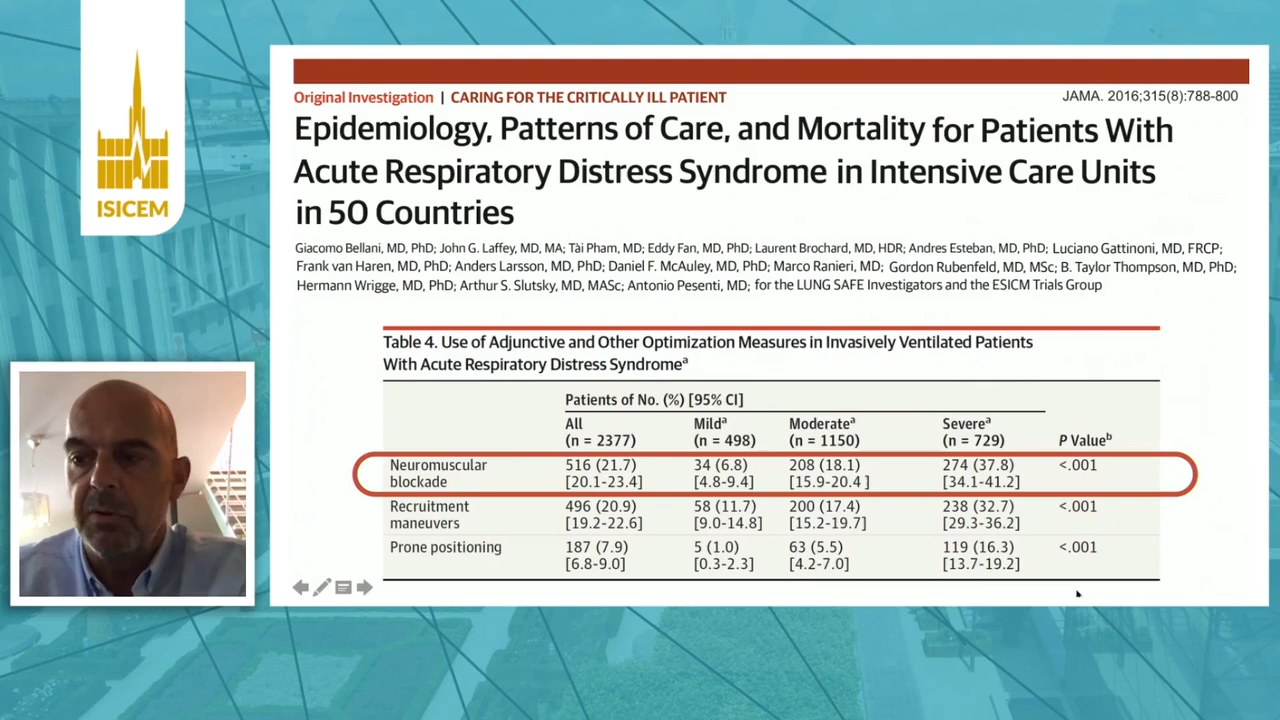 ISICEM
Original Investigation | CARING FOR THE CRITICALLY ILL PATIENT
JAMA. 2016;315(8):788-800
Epidemiology, Patterns of Care, and Mortality for Patients With
Acute Respiratory Distress Syndrome in Intensive Care Units
in 50 Countries
Giacomo Bellani, MD, PhD; John G. Laffey, MD, MA; Tài Pham, MD; Eddy Fan, MD, PhD; Laurent Brochard, MD, HDR; Andres Esteban, MD, PhD; Luciano Gattinoni, MD, FRCP;
Frank van Haren, MD, PhD; Anders Larsson, MD, PhD; Daniel F. McAuley, MD, PhD; Marco Ranieri, MD; Gordon Rubenfeld, MD, MSc; B. Taylor Thompson, MD, PhD;
Hermann Wrigge, MD, PhD; Arthur S. Slutsky, MD, MASc; Antonio Pesenti, MD; for the LUNG SAFE Investigators and the ESICM Trials Group
Table 4. Use of Adjunctive and Other Optimization Measures in Invasively Ventilated Patients
With Acute Respiratory Distress Syndromeᵃ
Patients of No. (%) [95% CI]
All Mildᵃ Moderateᵃ Severeᵃ
(n = 2377) (n = 498) (n = 1150) (n = 729) P Valueᵇ
Neuromuscular 516 (21.7) 34 (6.8) 208 (18.1) 274 (37.8) <.001
blockade [20.1-23.4] [4.8-9.4] [15.9-20.4 ] [34.1-41.2]
Recruitment 496 (20.9) 58 (11.7) 200 (17.4) 238 (32.7) <.001
maneuvers [19.2-22.6] [9.0-14.8] [15.2-19.7] [29.3-36.2]
Prone positioning 187 (7.9) 5 (1.0) 63 (5.5) 119 (16.3) <.001
[6.8-9.0] [0.3-2.3] [4.2-7.0] [13.7-19.2]